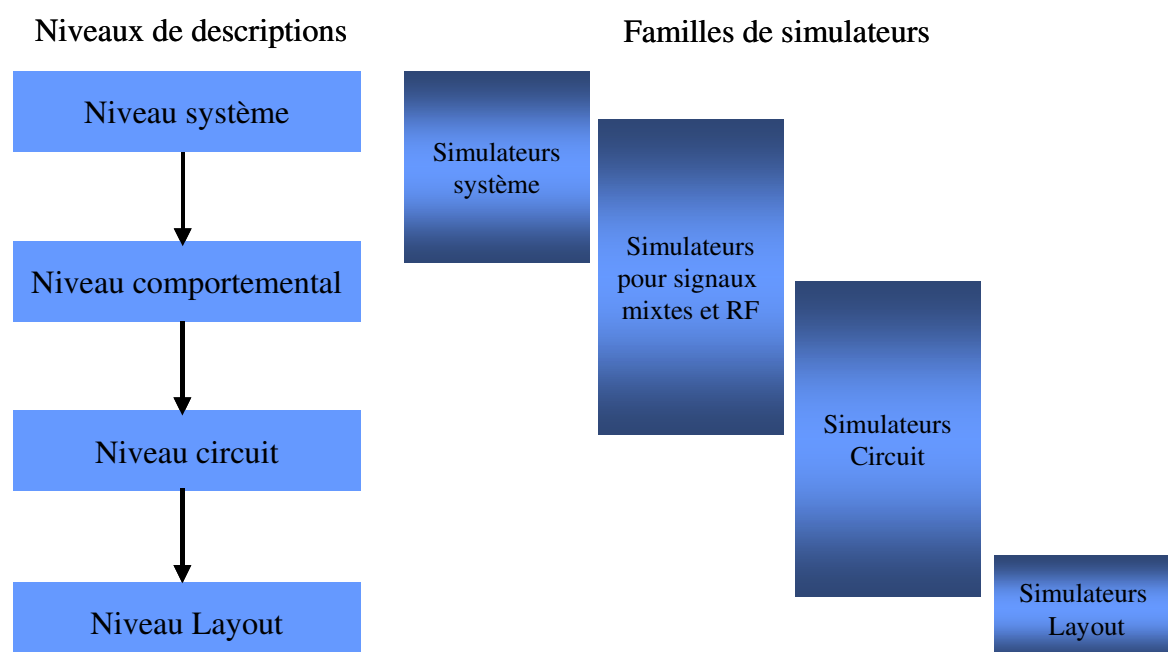 Niveaux de descriptions
Familles de simulateurs
Niveau système
Niveau comportemental
Niveau circuit
Niveau Layout
Simulateurs
système
Simulateurs
pour signaux
mixtes et RF
Simulateurs
Circuit
Simulateurs
Layout